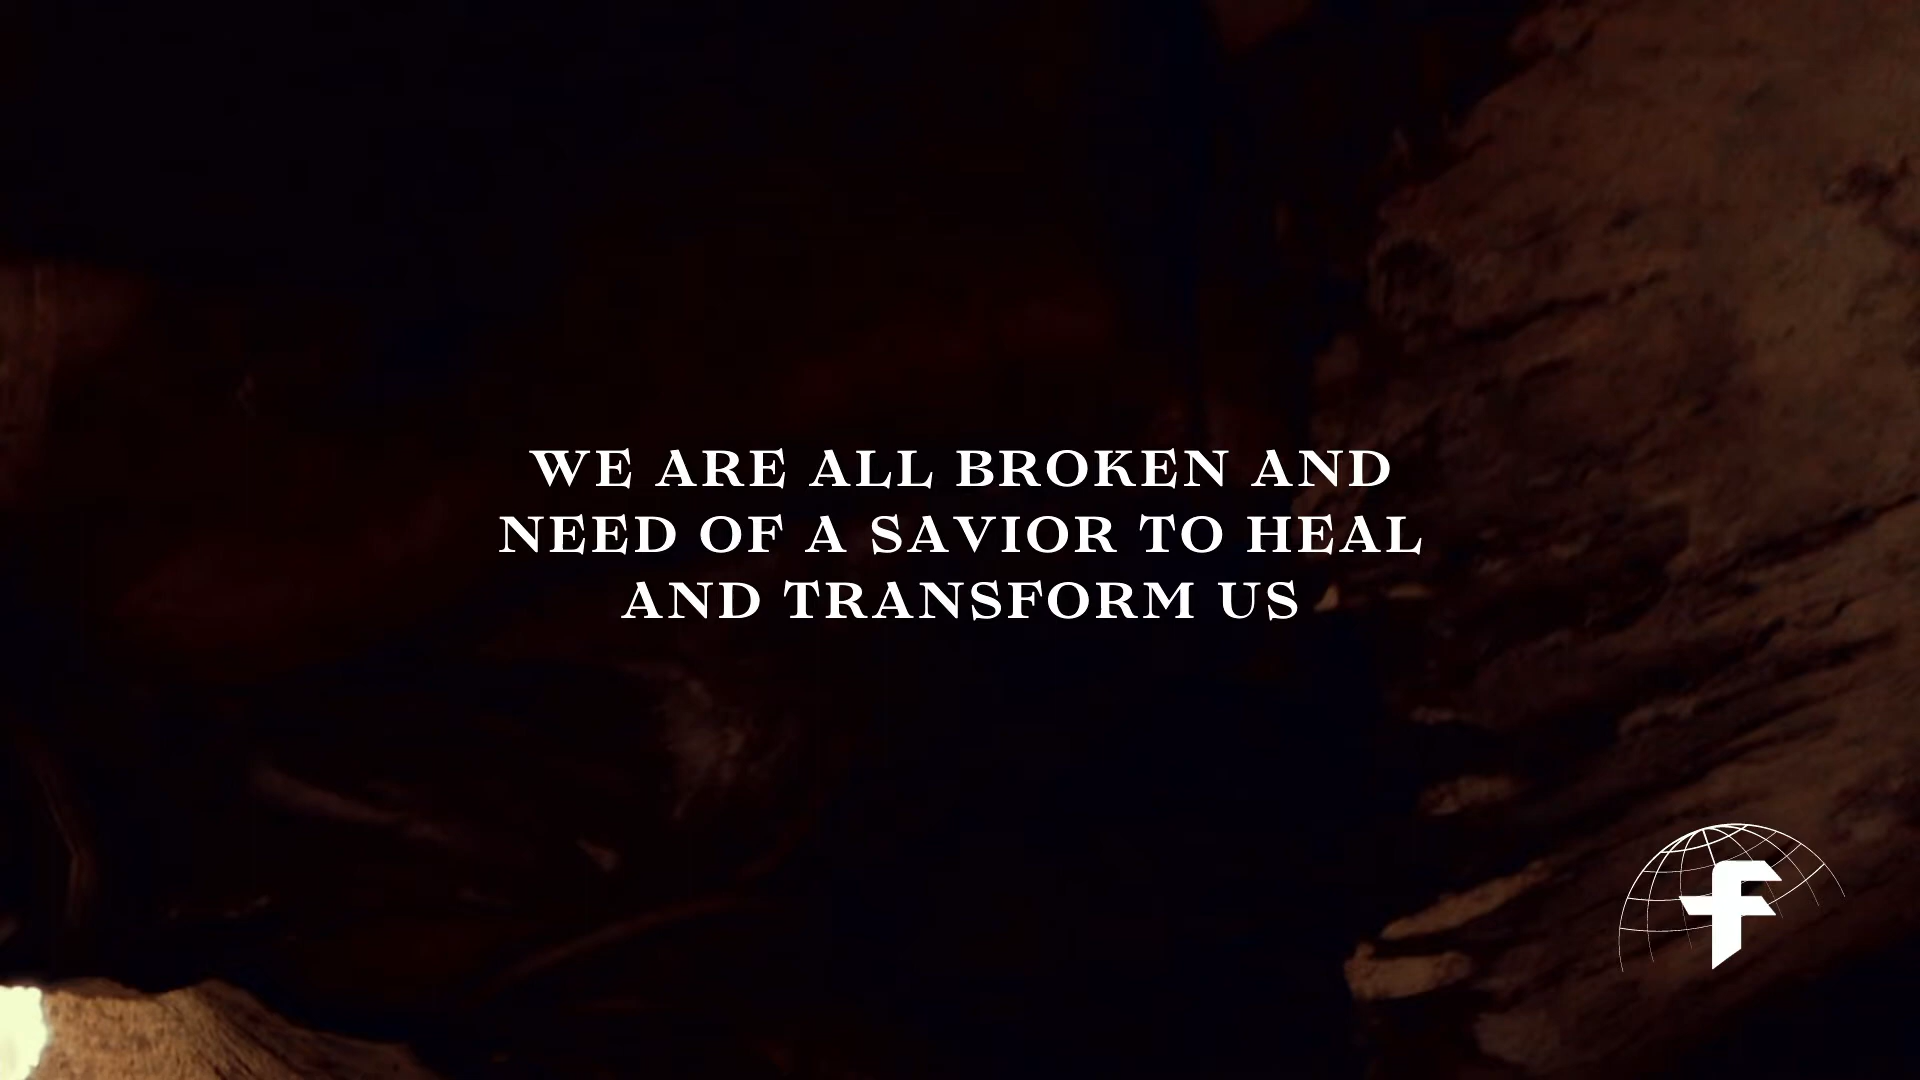 WE ARE ALL BROKEN AND
NEED OF A SAVIOR TO HEAL
AND TRANSFORM US
f